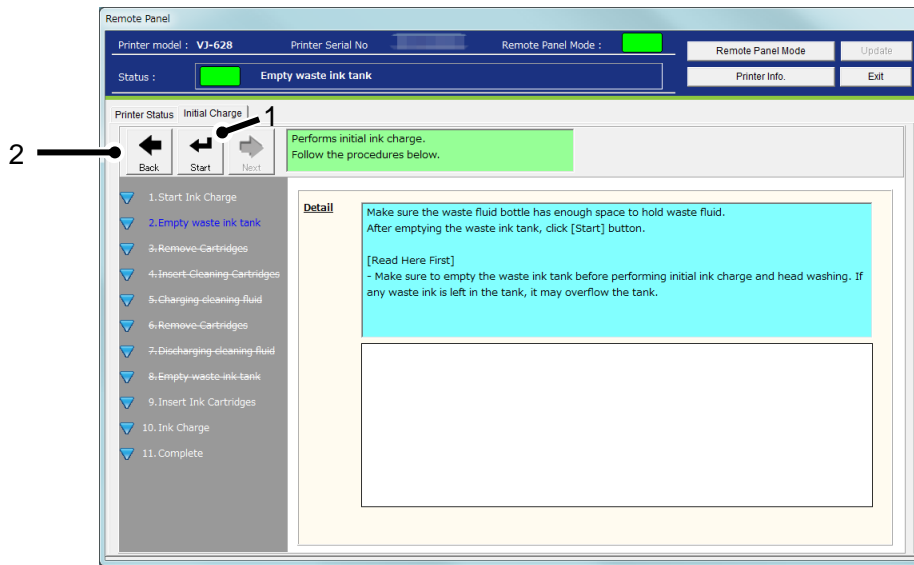 Remote Panel
Printer model : VJ-628 Printer Serial No Remote Panel Mode :
Remote Panel Mode Update
Status : Empty waste ink tank
Printer Info. Exit
Printer Status Initial Charge
1
2
Back Start Next
Performs initial ink charge.
Follow the procedures below.
1.Start Ink Charge
2.Empty waste ink tank
3.Remove Cartridges
4.Insert Cleaning Cartridges
5.Charging cleaning fluid
6.Remove Cartridges
7.Discharging cleaning fluid
8.Empty waste ink tank
9.Insert Ink Cartridges
10.Ink Charge
11.Complete
Detail
Make sure the waste fluid bottle has enough space to hold waste fluid.
After emptying the waste ink tank, click [Start] button.
[Read Here First]
- Make sure to empty the waste ink tank before performing initial ink charge and head washing. If
any waste ink is left in the tank, it may overflow the tank.